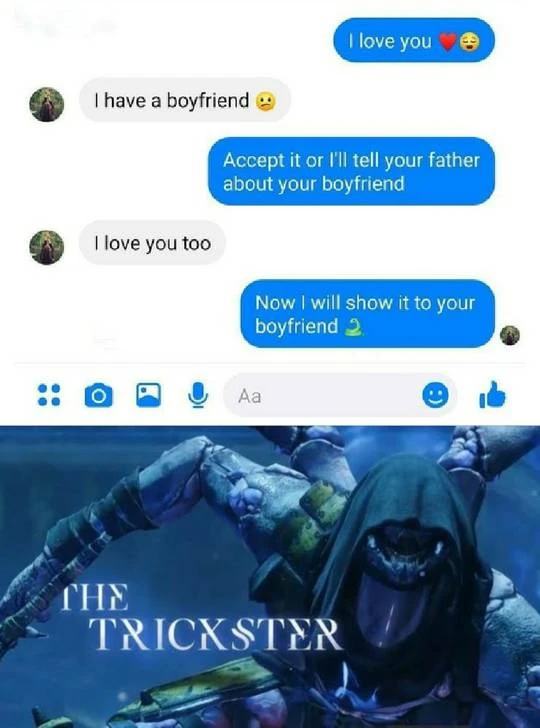 I love you ❤️😩
I have a boyfriend 🫤
Accept it or I'll tell your father
about your boyfriend
I love you too
Now I will show it to your
boyfriend 🐍
Aa
THE
TRICKSTER